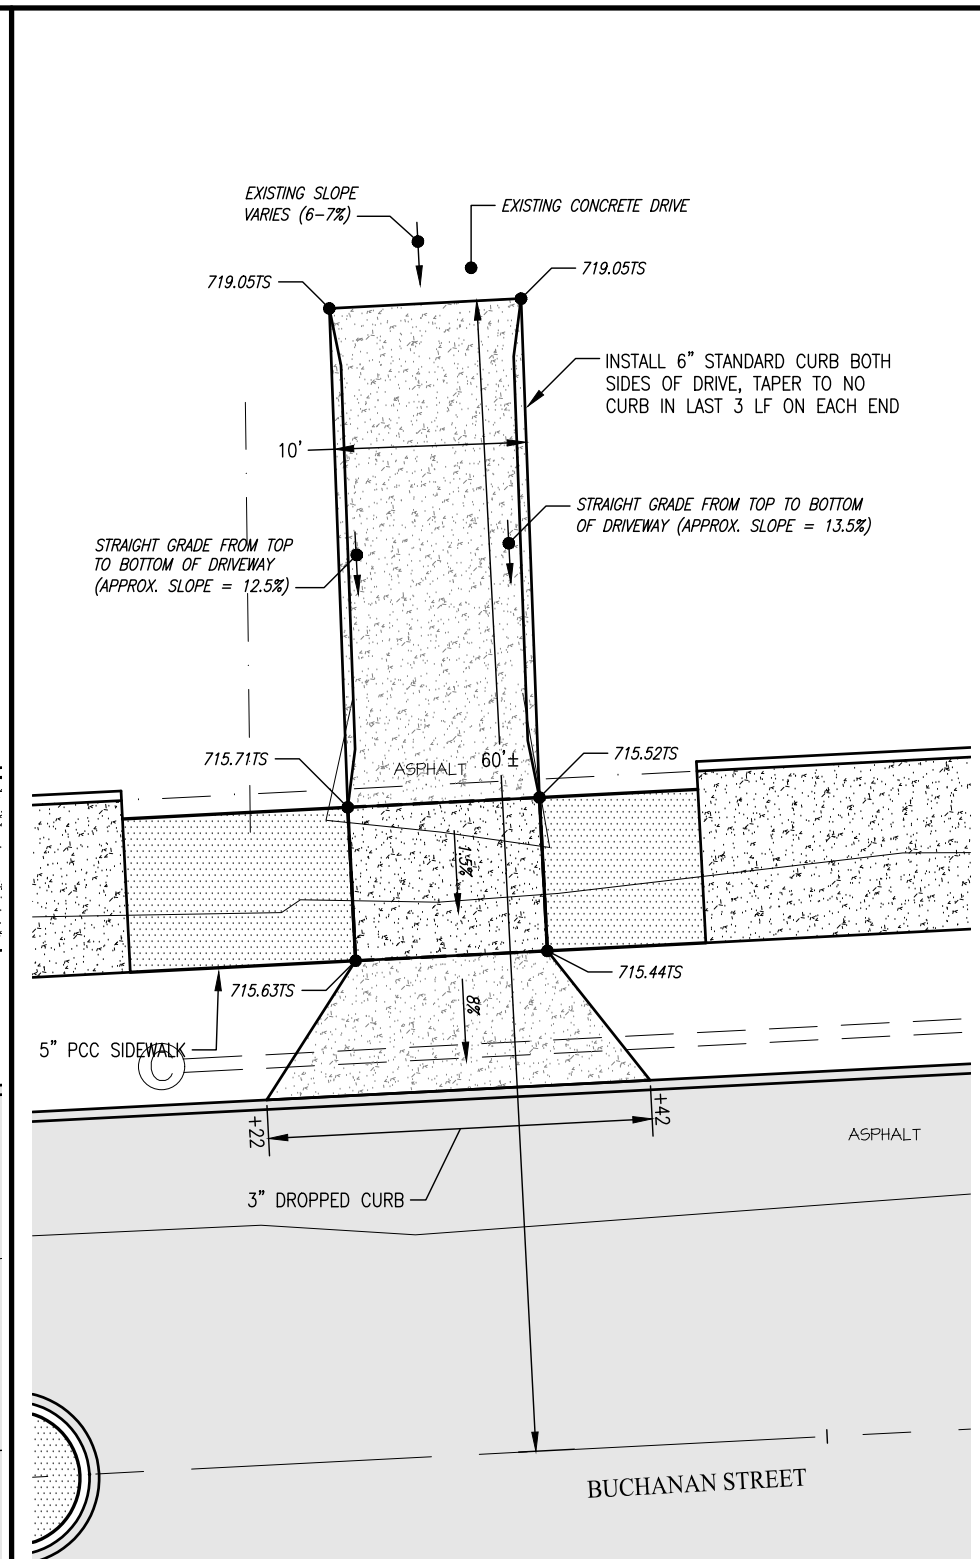 EXISTING SLOPE
VARIES (6-7%)
EXISTING CONCRETE DRIVE
719.05TS
719.05TS
INSTALL 6" STANDARD CURB BOTH
SIDES OF DRIVE, TAPER TO NO
CURB IN LAST 3 LF ON EACH END
10'
STRAIGHT GRADE FROM TOP TO BOTTOM
OF DRIVEWAY (APPROX. SLOPE = 13.5%)
STRAIGHT GRADE FROM TOP
TO BOTTOM OF DRIVEWAY
(APPROX. SLOPE = 12.5%)
715.71TS
ASPHALT
60'±
715.52TS
1.5%
715.63TS
715.44TS
8%
5" PCC SIDEWALK
C
+22
+42
ASPHALT
3" DROPPED CURB
BUCHANAN STREET